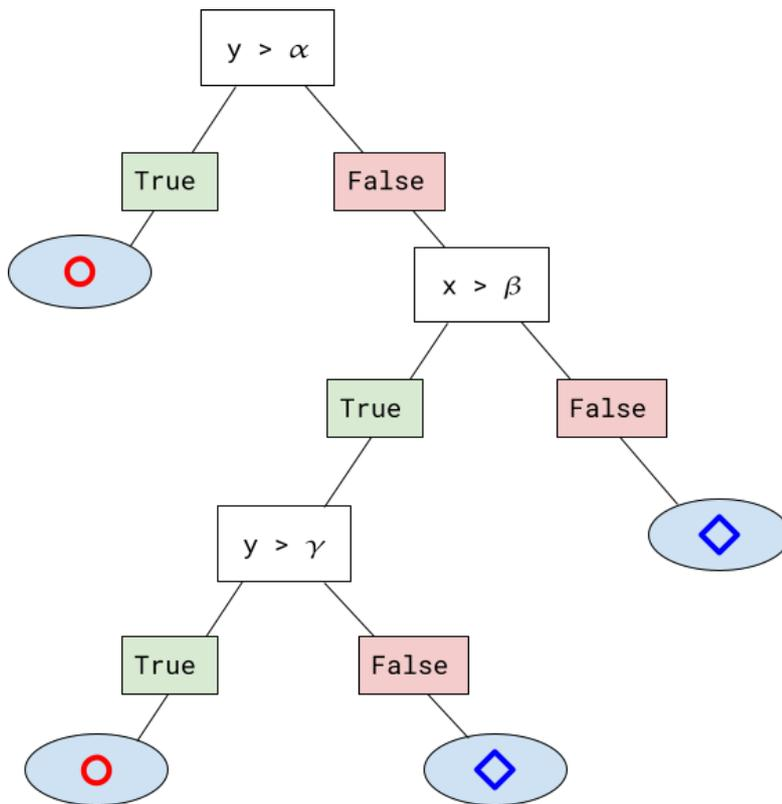 y > α
True
False
x > β
True
False
y > γ
True
False